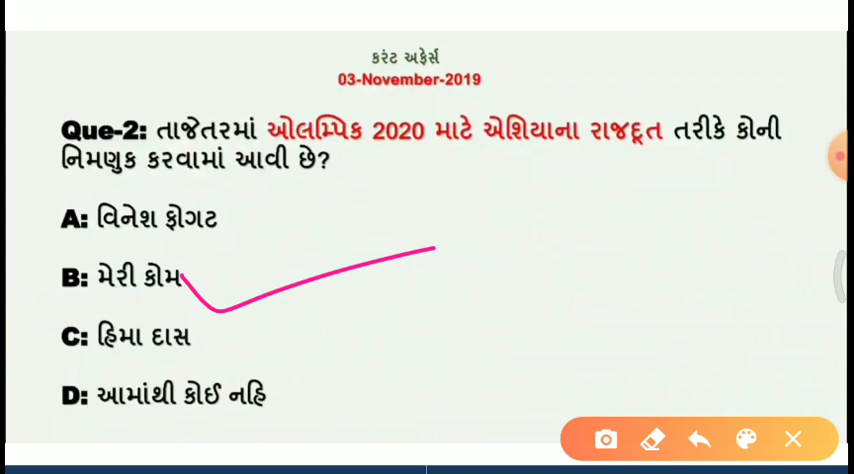 કરંટ અફેર્સ
03-November-2019
Que-2: તાજેતરમાં ઓલમ્પિક 2020 માટે એશિયાના રાજદૂત તરીકે કોની
નિમણુક કરવામાં આવી છે?
A: વિનેશ ફોગટ
B: મેરી કોમ
C: હિમા દાસ
D: આમાંથી કોઈ નહિ